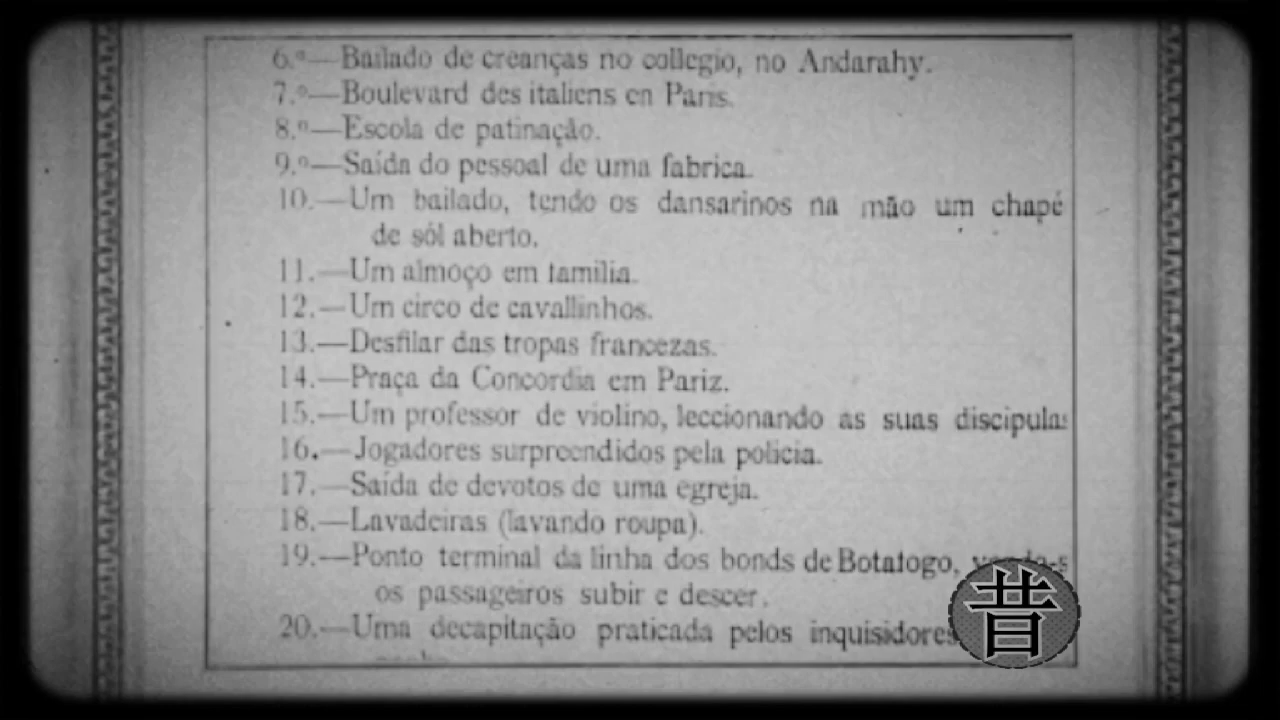 6.º—Bailado de creanças no collegio, no Andarahy.
7.º—Boulevard des italiens en Paris.
8.º—Escola de patinação.
9.º—Saída do pessoal de uma fabrica.
10.—Um bailado, tendo os dansarinos na mão um chapé
de sól aberto.
11.—Um almoço em familia.
12.—Um circo de cavallinhos.
13.—Desfilar das tropas francezas.
14.—Praça da Concordia em Pariz.
15.—Um professor de violino, leccionando as suas discipulas
16.—Jogadores surpreendidos pela policia.
17.—Saída de devotos de uma egreja.
18.—Lavadeiras (lavando roupa).
19.—Ponto terminal da linha dos bonds de Botafogo,
os passageiros subir e descer.
20.—Uma decapitação praticada pelos inquisidores
昔